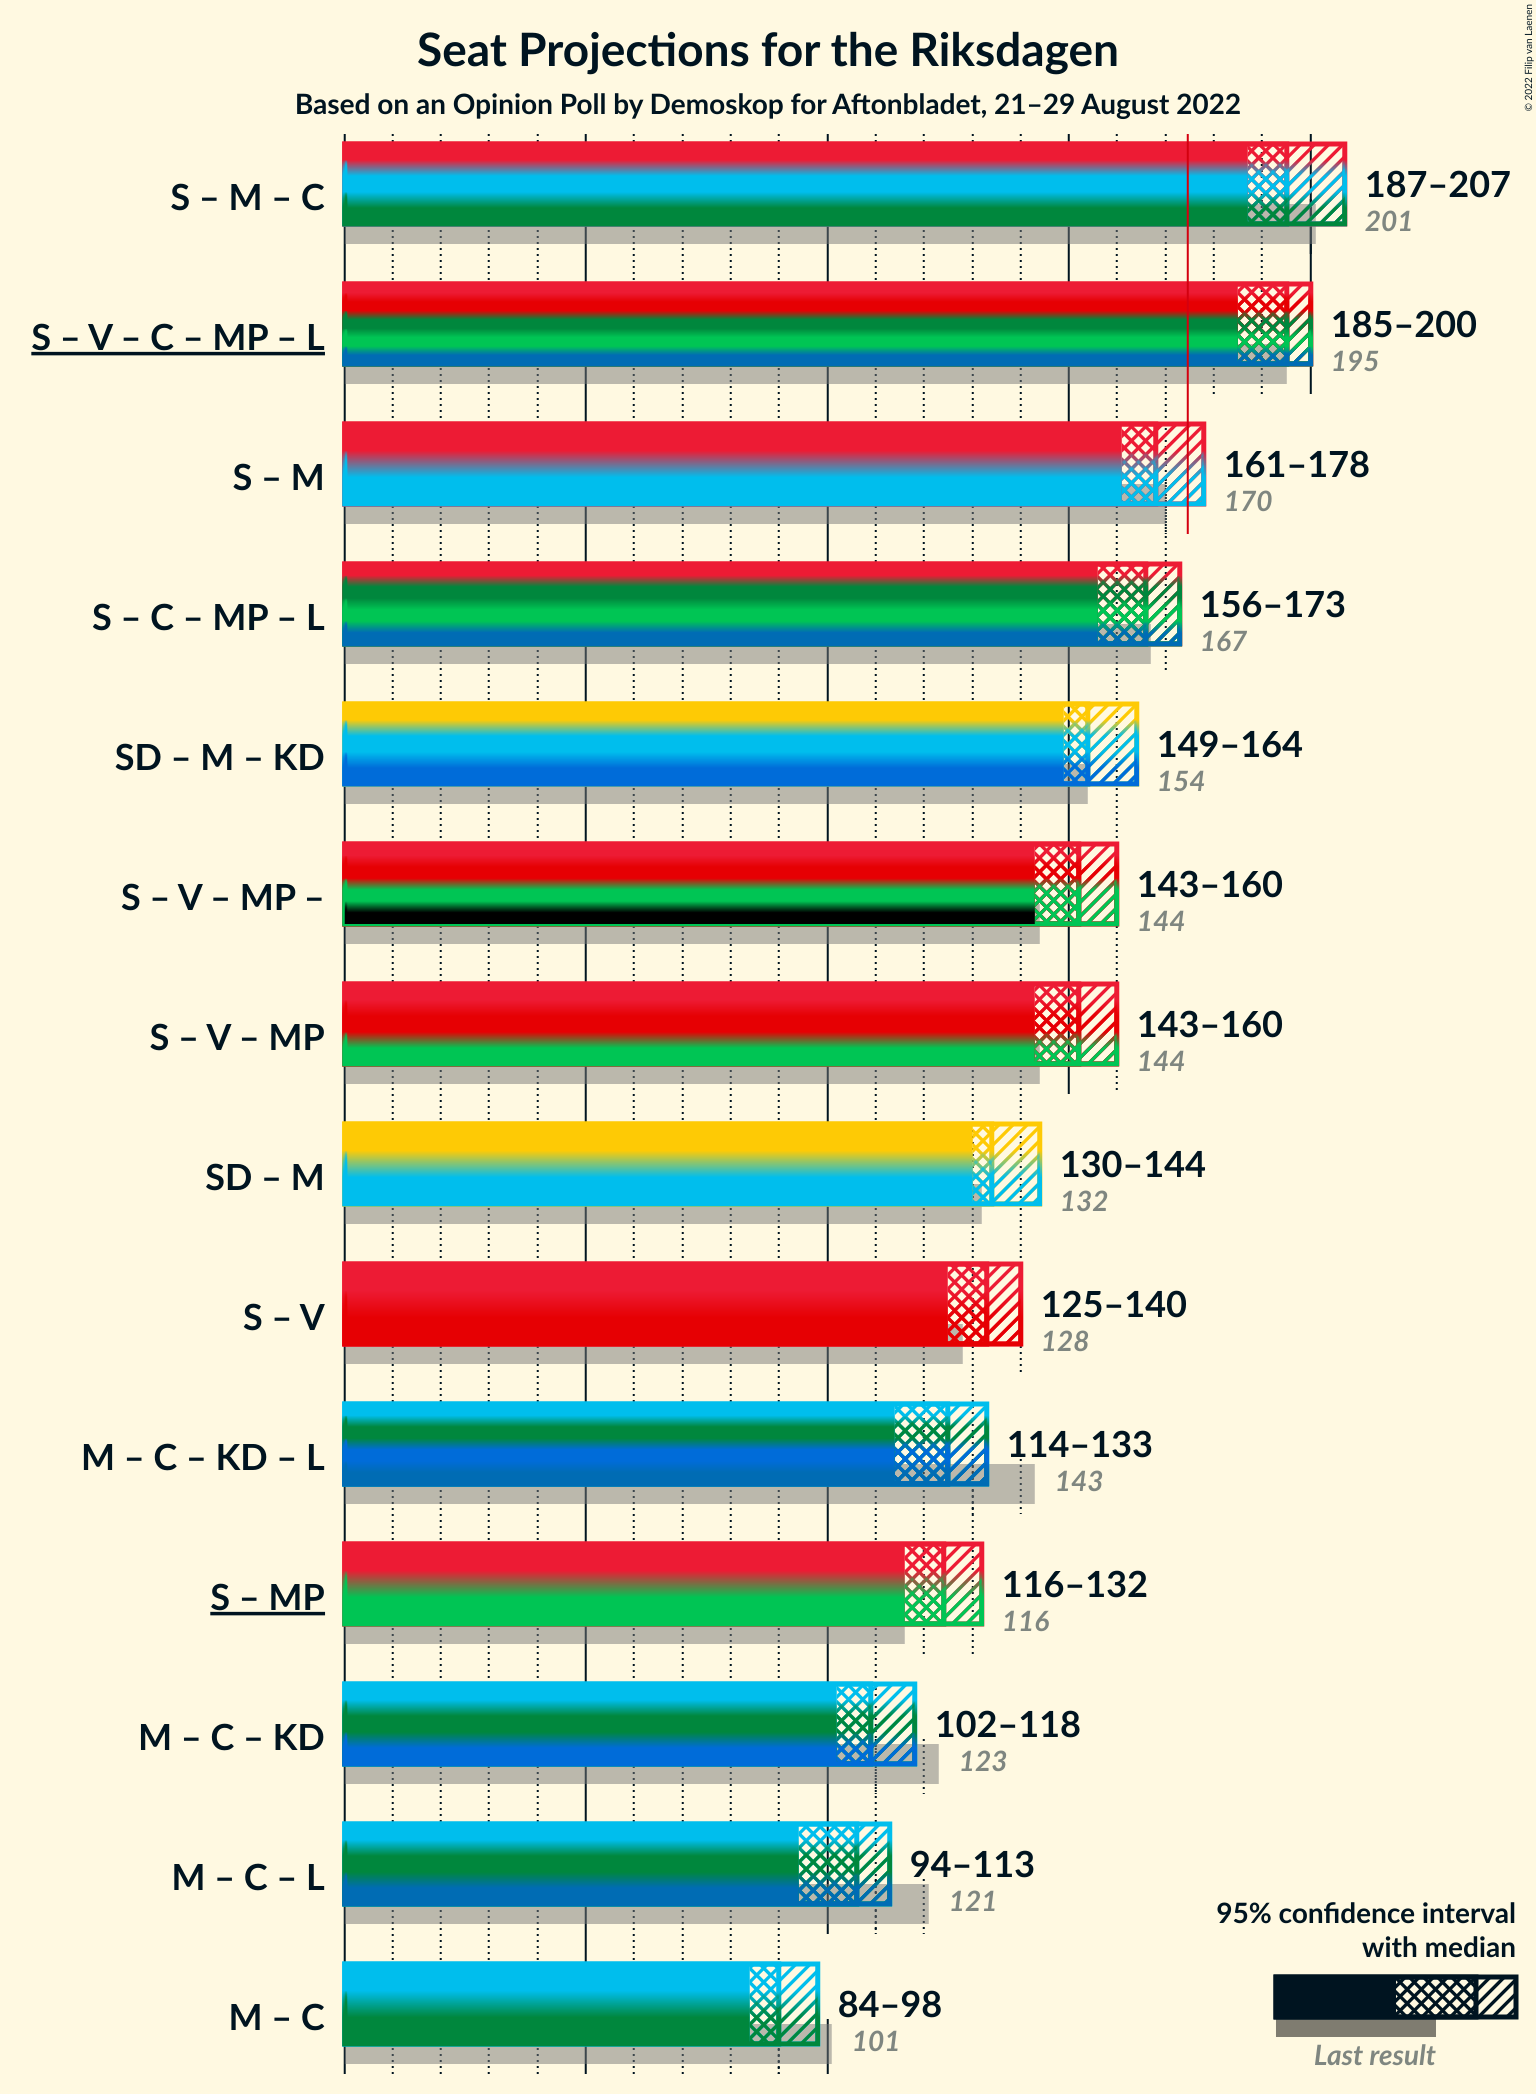 Seat Projections for the Riksdagen
Based on an Opinion Poll by Demoskop for Aftonbladet, 21–29 August 2022
© 2022 Filip van Laenen
S – M – C
187–207
201
S – V – C – MP – L
185–200
195
S – M
161–178
170
S – C – MP – L
156–173
167
SD – M – KD
149–164
154
S – V – MP –
143–160
144
S – V – MP
143–160
144
SD – M
130–144
132
S – V
125–140
128
M – C – KD – L
114–133
143
S – MP
116–132
116
M – C – KD
102–118
123
M – C – L
94–113
121
M – C
84–98
101
95% confidence interval
with median
Last result